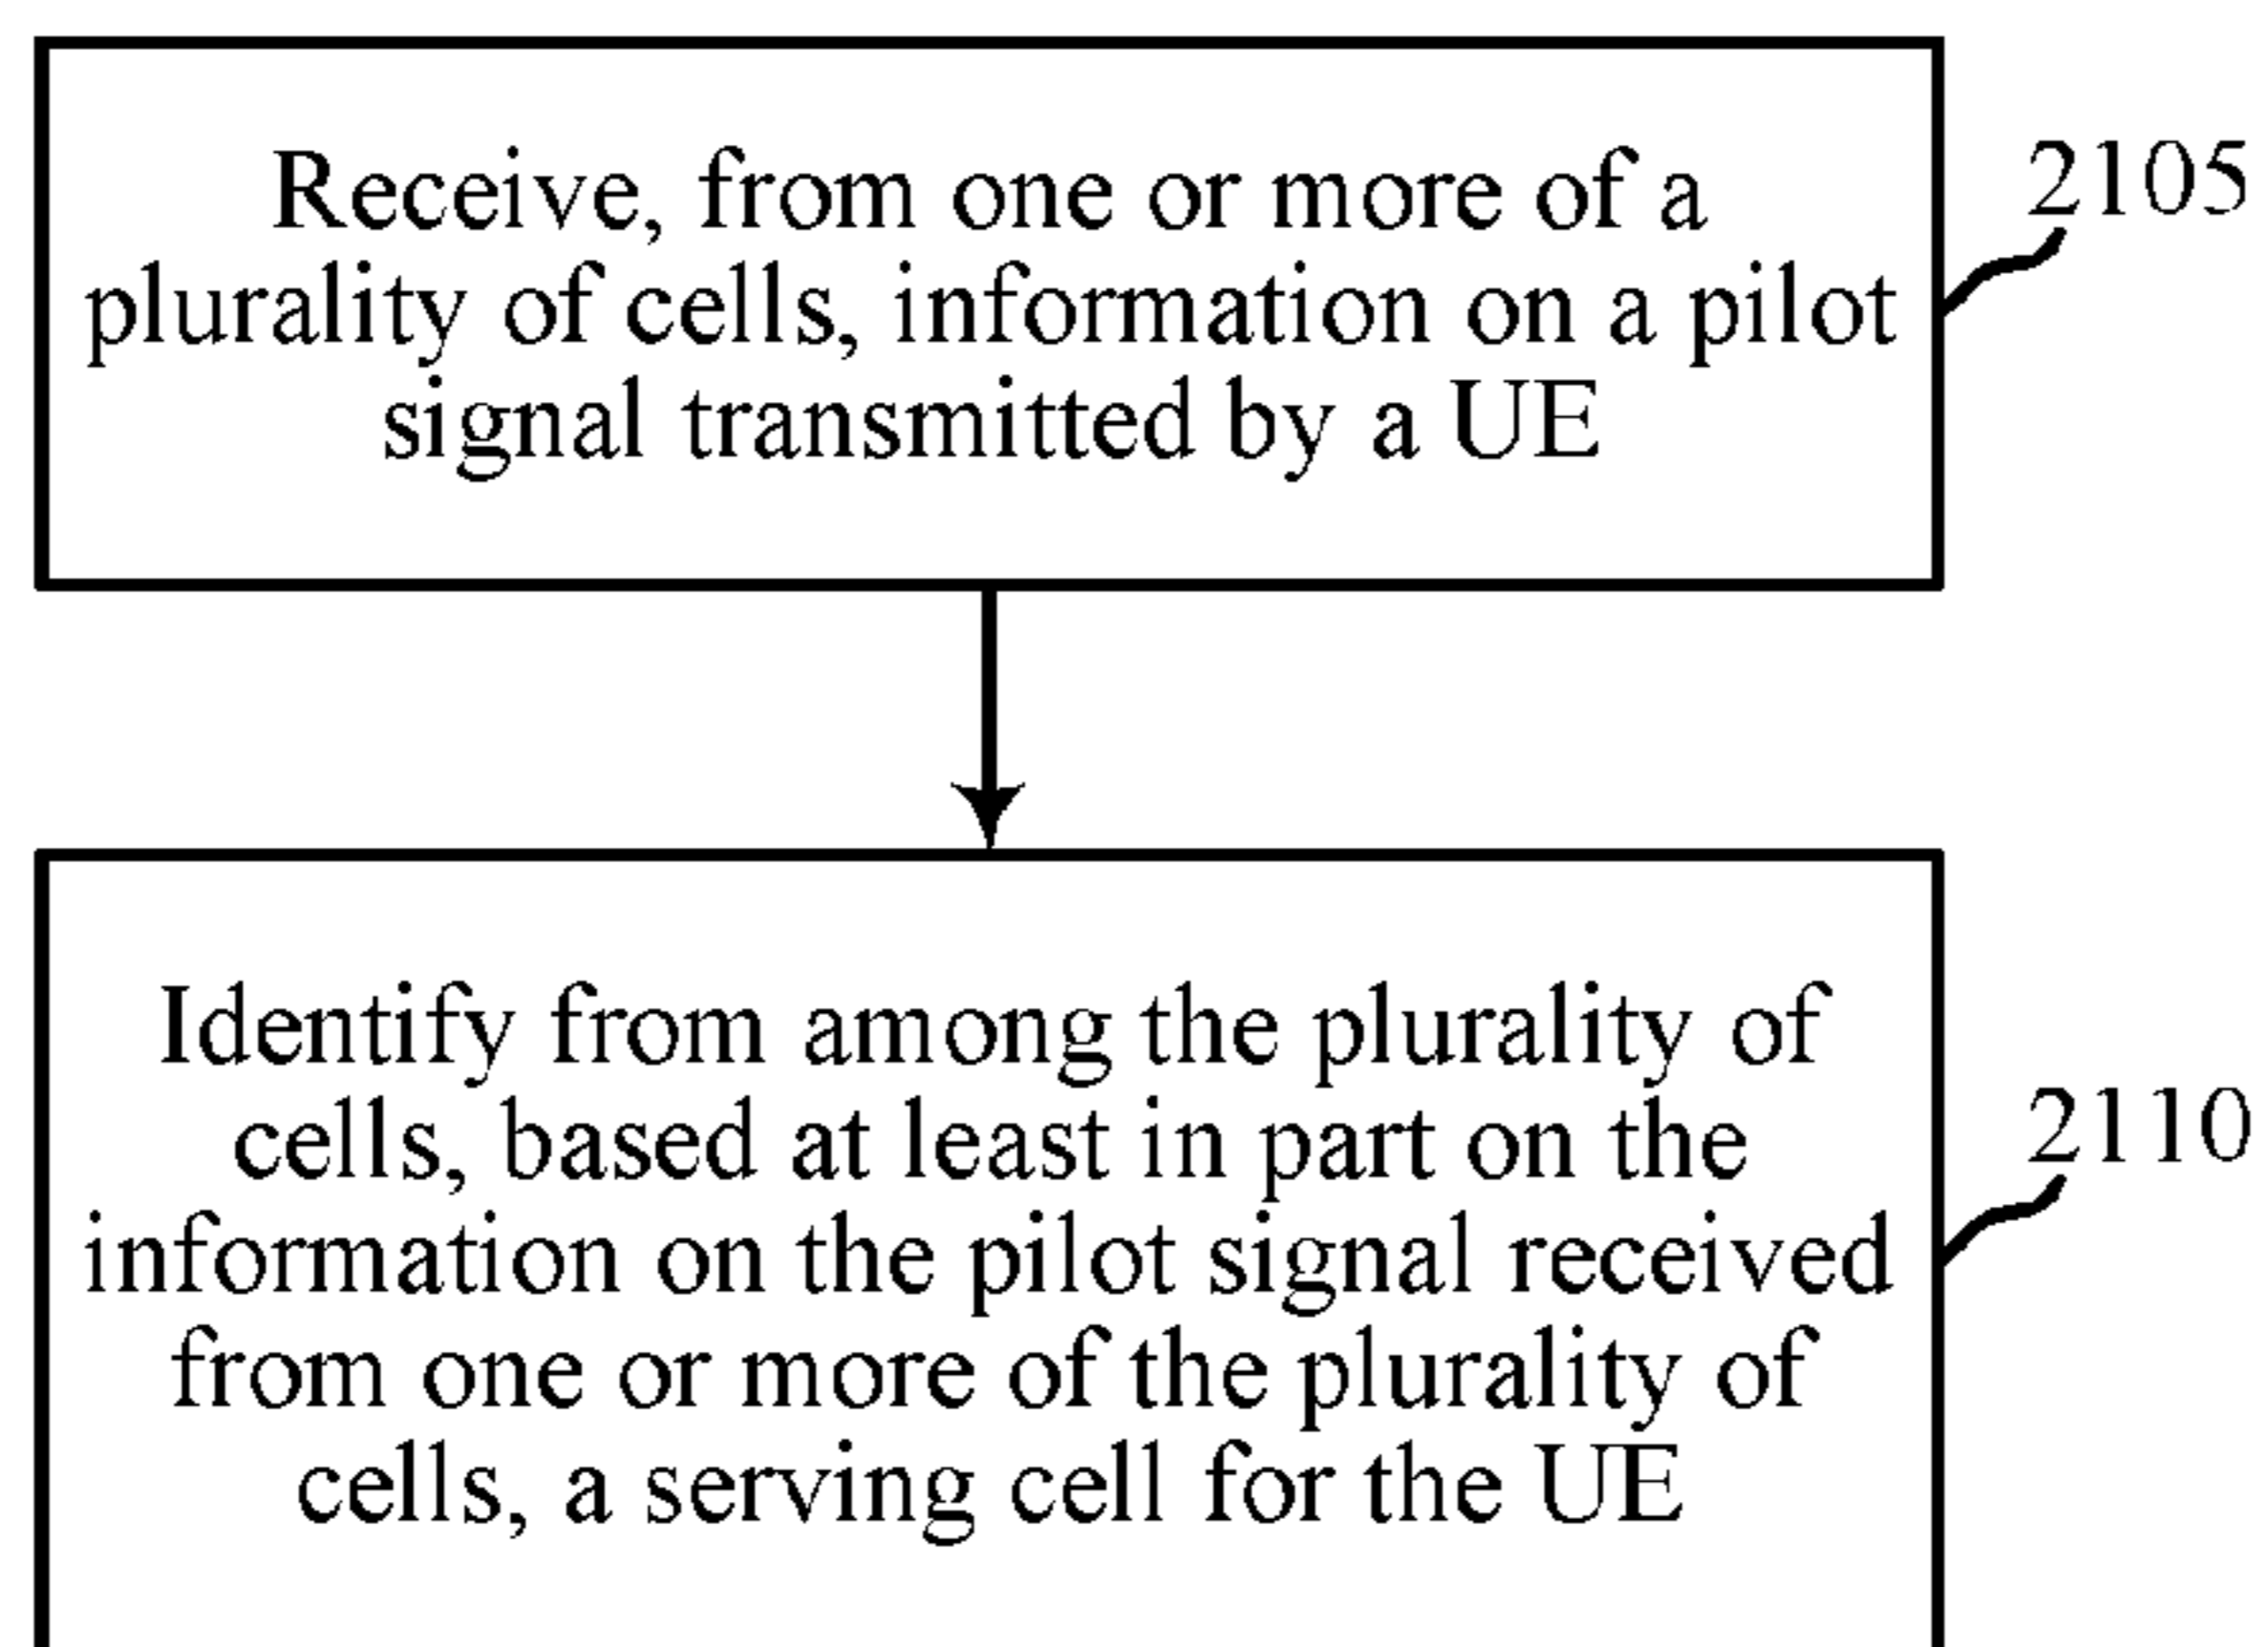 Receive, from one or more of a
plurality of cells, information on a pilot
signal transmitted by a UE
2105
Identify from among the plurality of
cells, based at least in part on the
information on the pilot signal received
from one or more of the plurality of
cells, a serving cell for the UE
2110